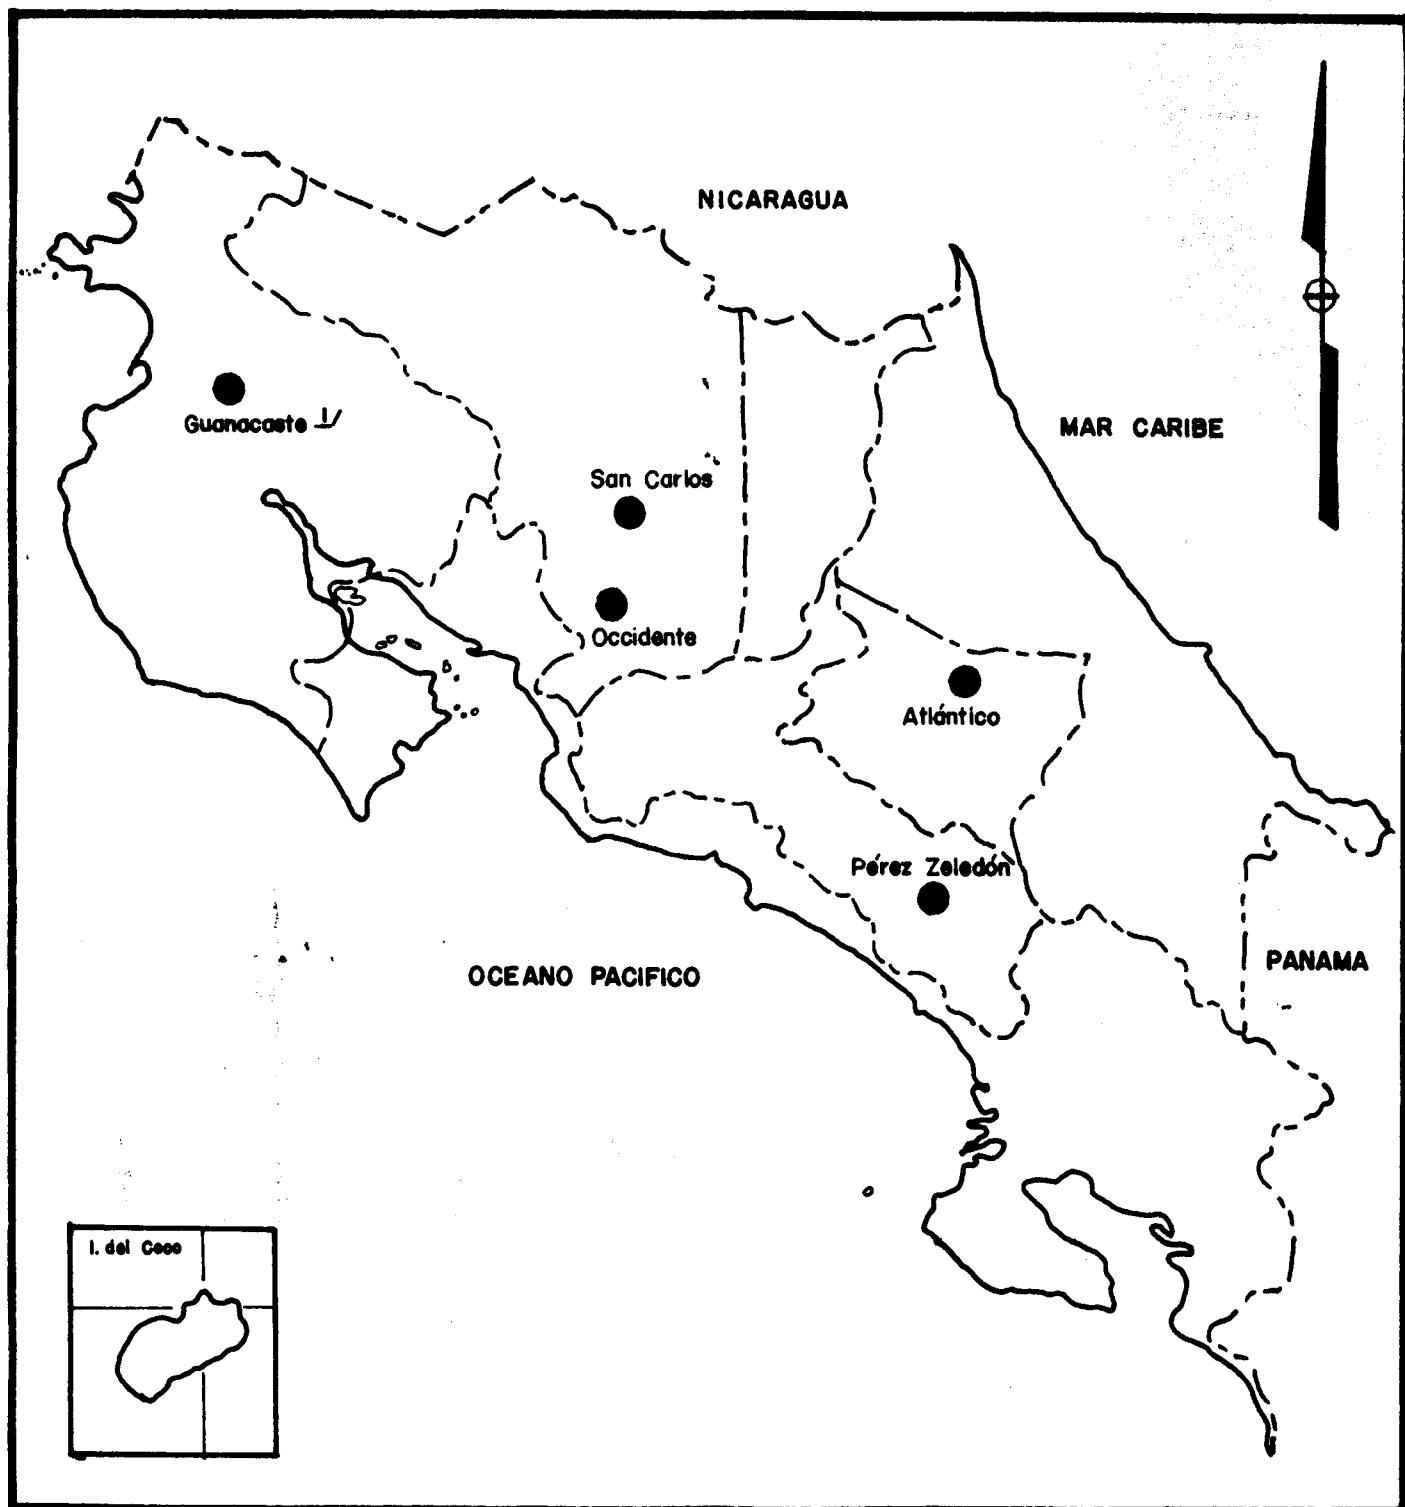 NICARAGUA
MAR CARIBE
Guanacaste 1/
San Carlos
Occidente
Atlántico
Pérez Zeledón
PANAMA
OCEANO PACIFICO
I. del Coco